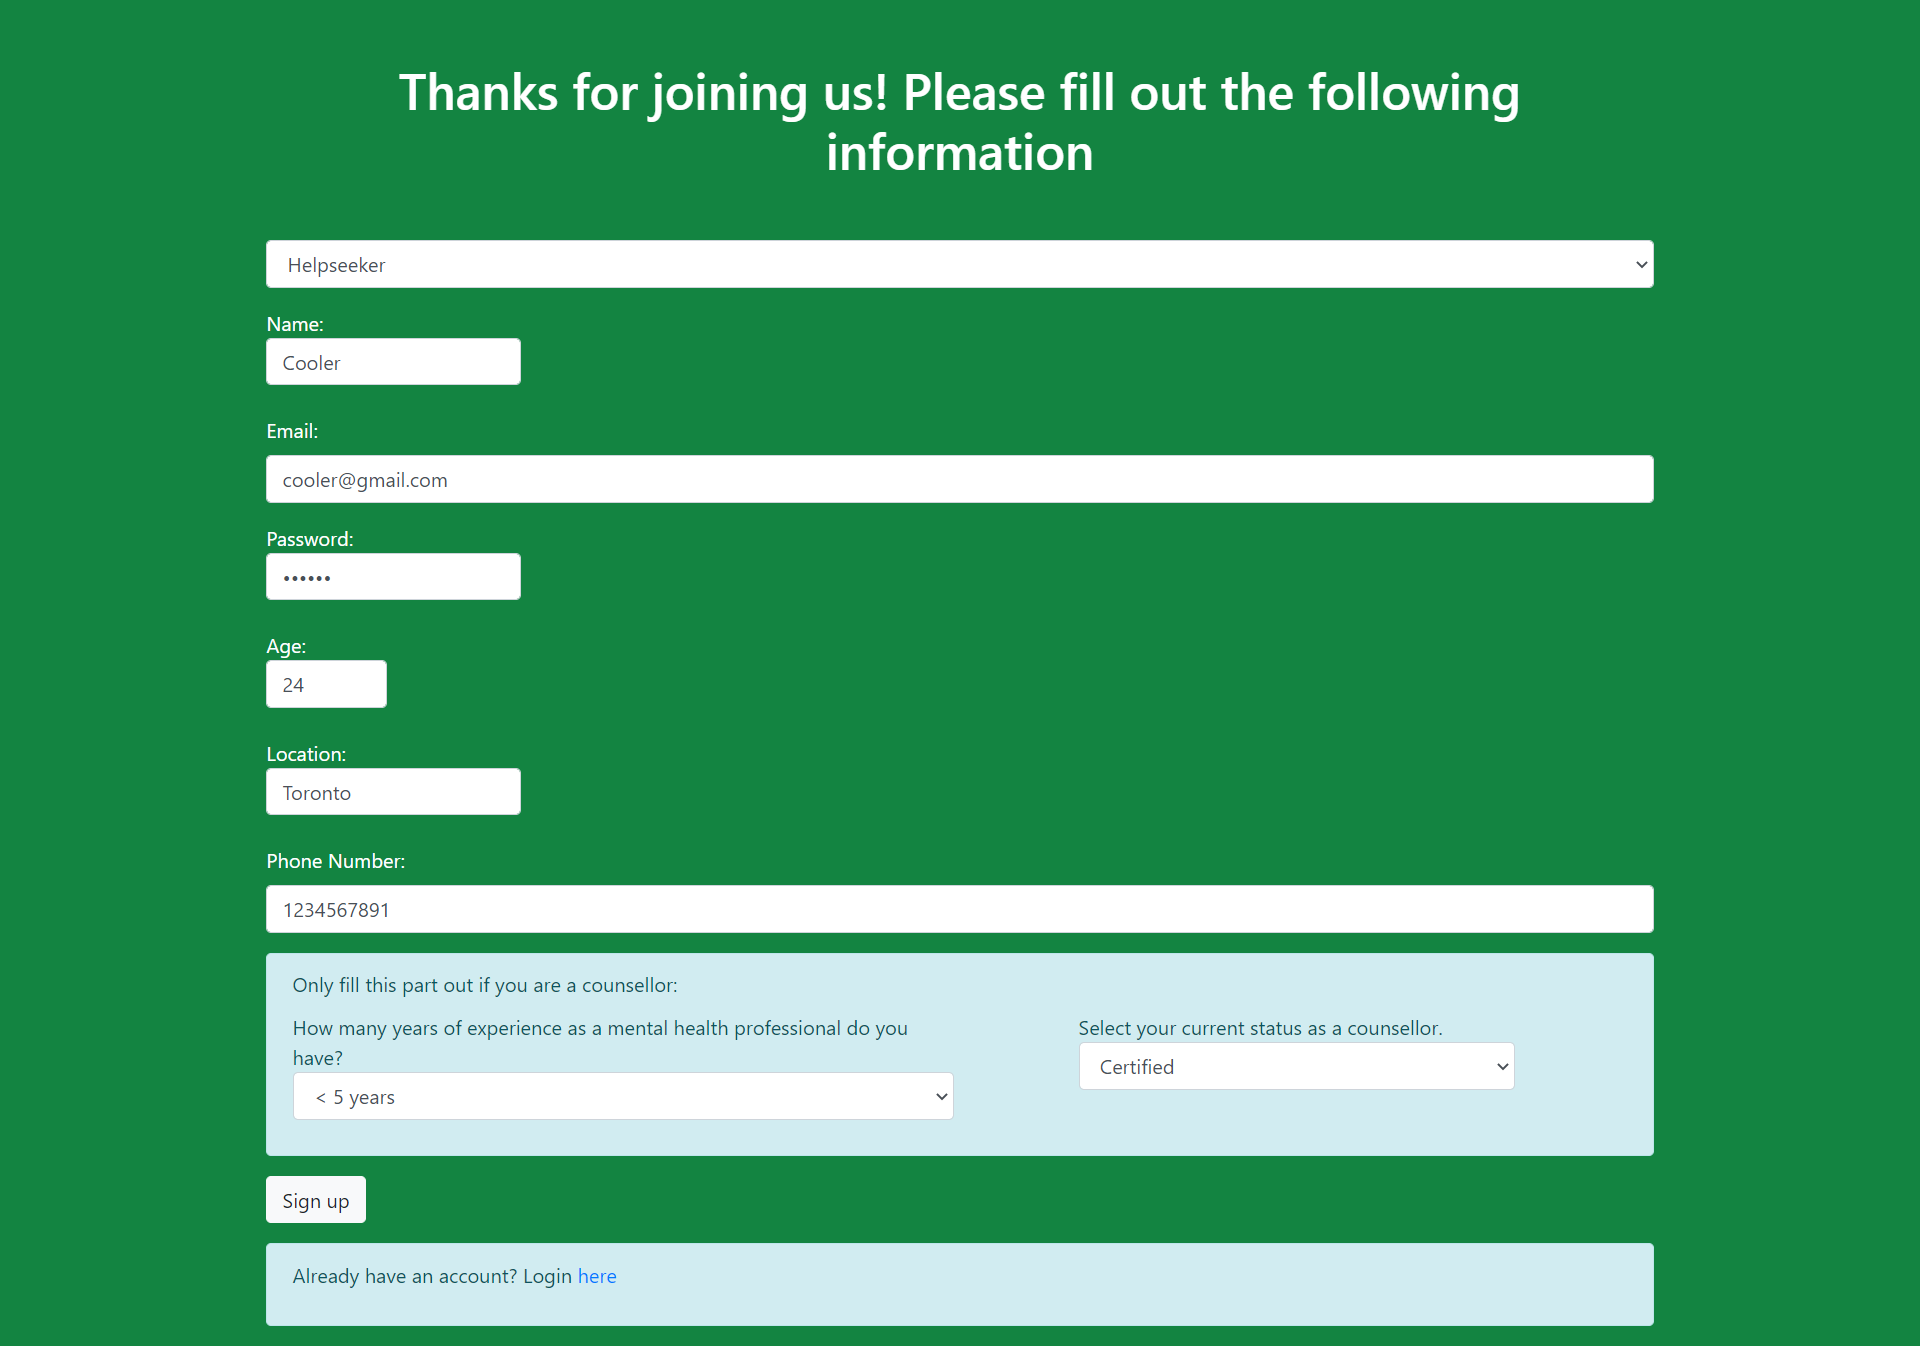 Thanks for joining us! Please fill out the following
information
Helpseeker
Name:
Cooler
Email:
cooler@gmail.com
Password:
••••••
Age:
24
Location:
Toronto
Phone Number:
1234567891
Only fill this part out if you are a counsellor:
How many years of experience as a mental health professional do you
have?
< 5 years
Select your current status as a counsellor.
Certified
Sign up
Already have an account? Login here